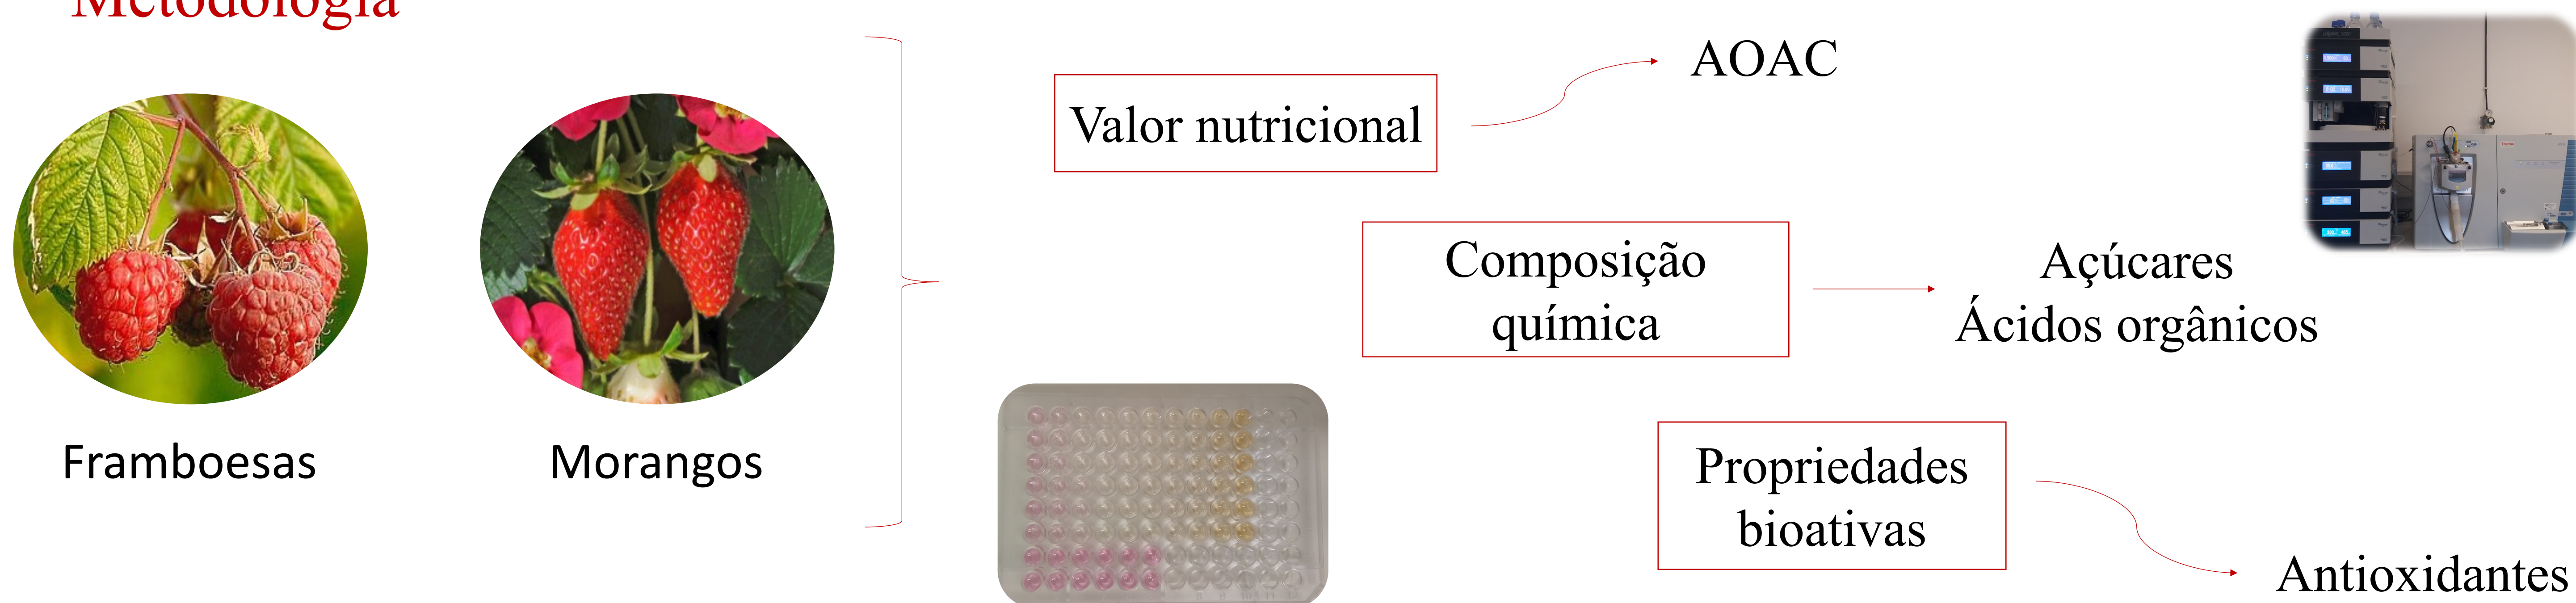 Metodologia
AOAC
Valor nutricional
Composição
química
Açúcares
Ácidos orgânicos
Framboesas
Morangos
Propriedades
bioativas
Antioxidantes